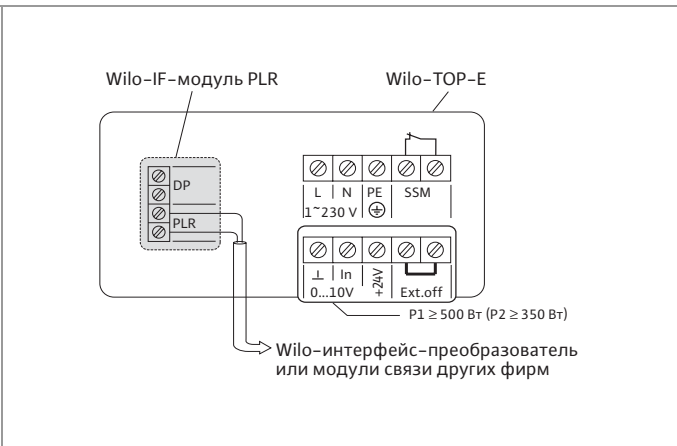 Wilo-IF-модуль PLR
Wilo-TOP-E
DP
PLR
L N PE SSM
1~230 V
⊥ In +24V
0...10V Ext.off
P1 ≥ 500 Вт (P2 ≥ 350 Вт)
Wilo-интерфейс-преобразователь
или модули связи других фирм